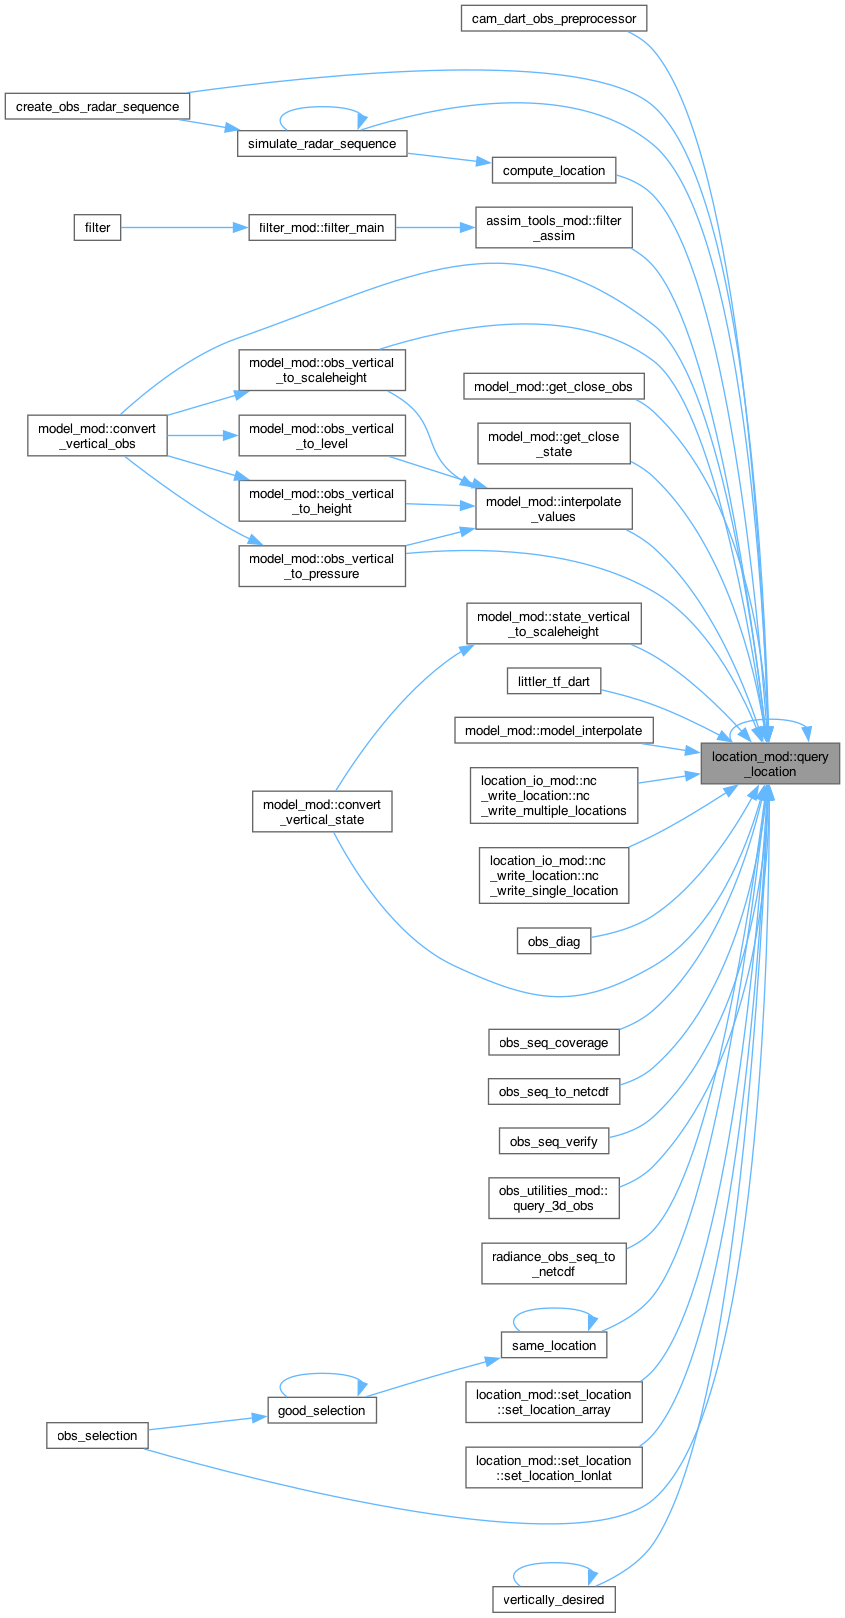 cam_dart_obs_preprocessor
create_obs_radar_sequence
simulate_radar_sequence
compute_location
filter
filter_mod::filter_main
assim_tools_mod::filter
_assim
model_mod::obs_vertical
_to_scaleheight
model_mod::get_close_obs
model_mod::convert
_vertical_obs
model_mod::obs_vertical
_to_level
model_mod::get_close
_state
model_mod::obs_vertical
_to_height
model_mod::interpolate
_values
model_mod::obs_vertical
_to_pressure
model_mod::state_vertical
_to_scaleheight
littler_tf_dart
model_mod::model_interpolate
location_mod::query
_location
location_io_mod::nc
_write_location::nc
_write_multiple_locations
model_mod::convert
_vertical_state
location_io_mod::nc
_write_location::nc
_write_single_location
obs_diag
obs_seq_coverage
obs_seq_to_netcdf
obs_seq_verify
obs_utilities_mod::
query_3d_obs
radiance_obs_seq_to
_netcdf
same_location
location_mod::set_location
::set_location_array
good_selection
obs_selection
location_mod::set_location
::set_location_lonlat
vertically_desired